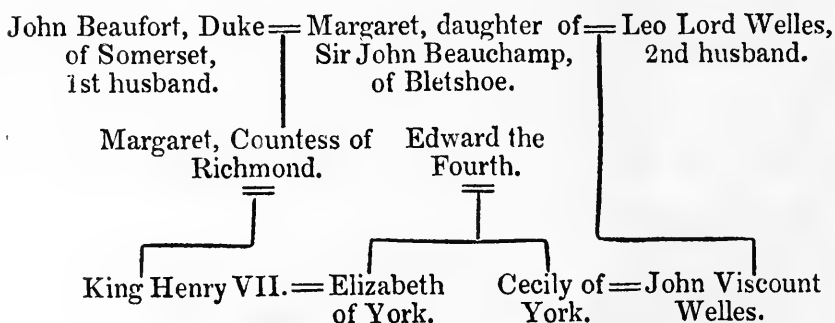 John Beaufort, Duke = Margaret, daughter of = Leo Lord Welles,
of Somerset, Sir John Beauchamp, 2nd husband.
1st husband. of Bletshoe.
Margaret, Countess of Edward the
Richmond. Fourth.
King Henry VII. = Elizabeth Cecily of = John Viscount
of York. York. Welles.